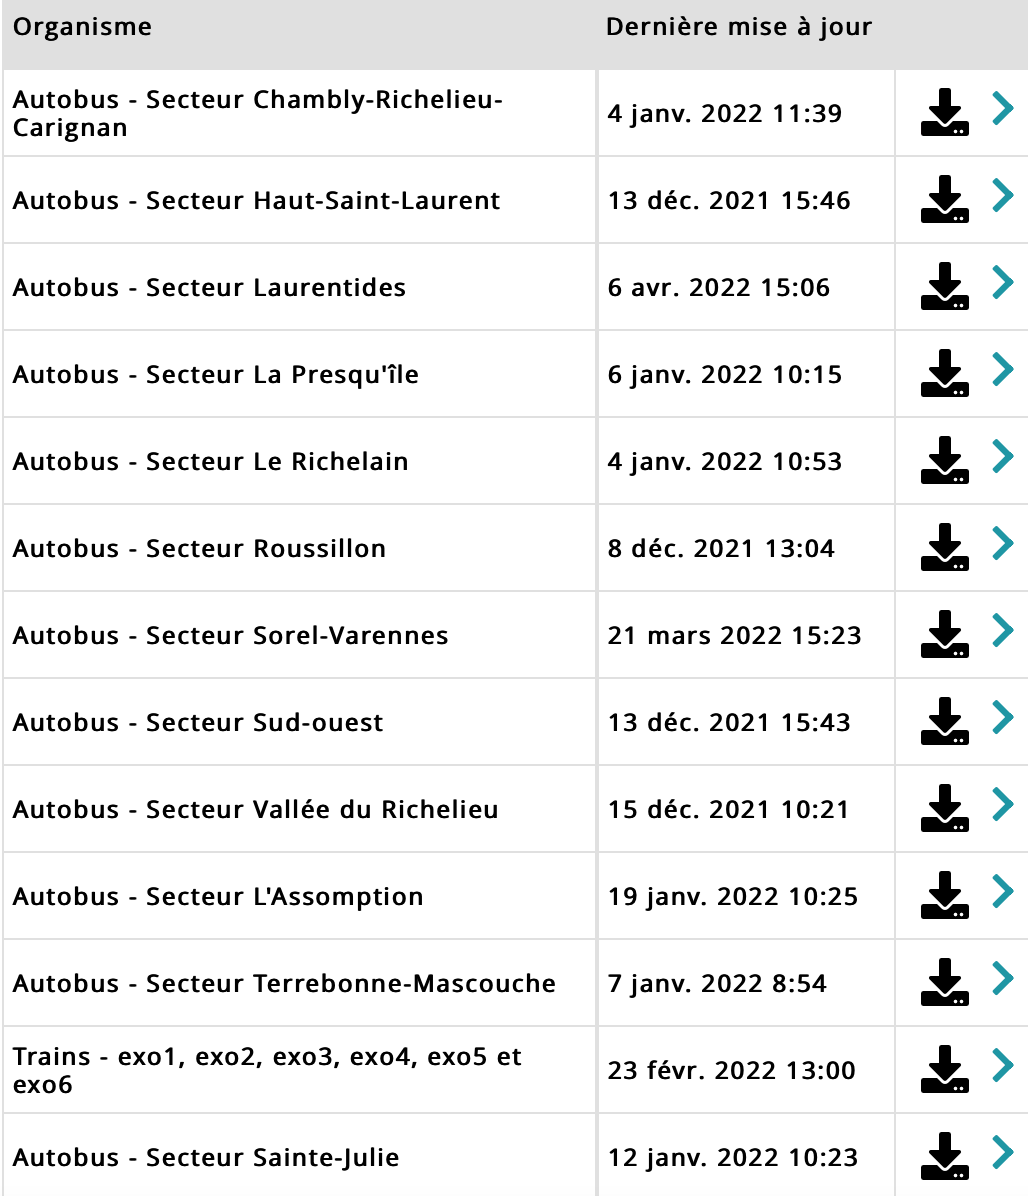 Organisme Dernière mise à jour
Autobus - Secteur Chambly-Richelieu-
Carignan
4 janv. 2022 11:39
Autobus - Secteur Haut-Saint-Laurent 13 déc. 2021 15:46
Autobus - Secteur Laurentides 6 avr. 2022 15:06
Autobus - Secteur La Presqu'île 6 janv. 2022 10:15
Autobus - Secteur Le Richelain 4 janv. 2022 10:53
Autobus - Secteur Roussillon 8 déc. 2021 13:04
Autobus - Secteur Sorel-Varennes 21 mars 2022 15:23
Autobus - Secteur Sud-ouest 13 déc. 2021 15:43
Autobus - Secteur Vallée du Richelieu 15 déc. 2021 10:21
Autobus - Secteur L'Assomption 19 janv. 2022 10:25
Autobus - Secteur Terrebonne-Mascouche 7 janv. 2022 8:54
Trains - exo1, exo2, exo3, exo4, exo5 et
exo6
23 févr. 2022 13:00
Autobus - Secteur Sainte-Julie 12 janv. 2022 10:23